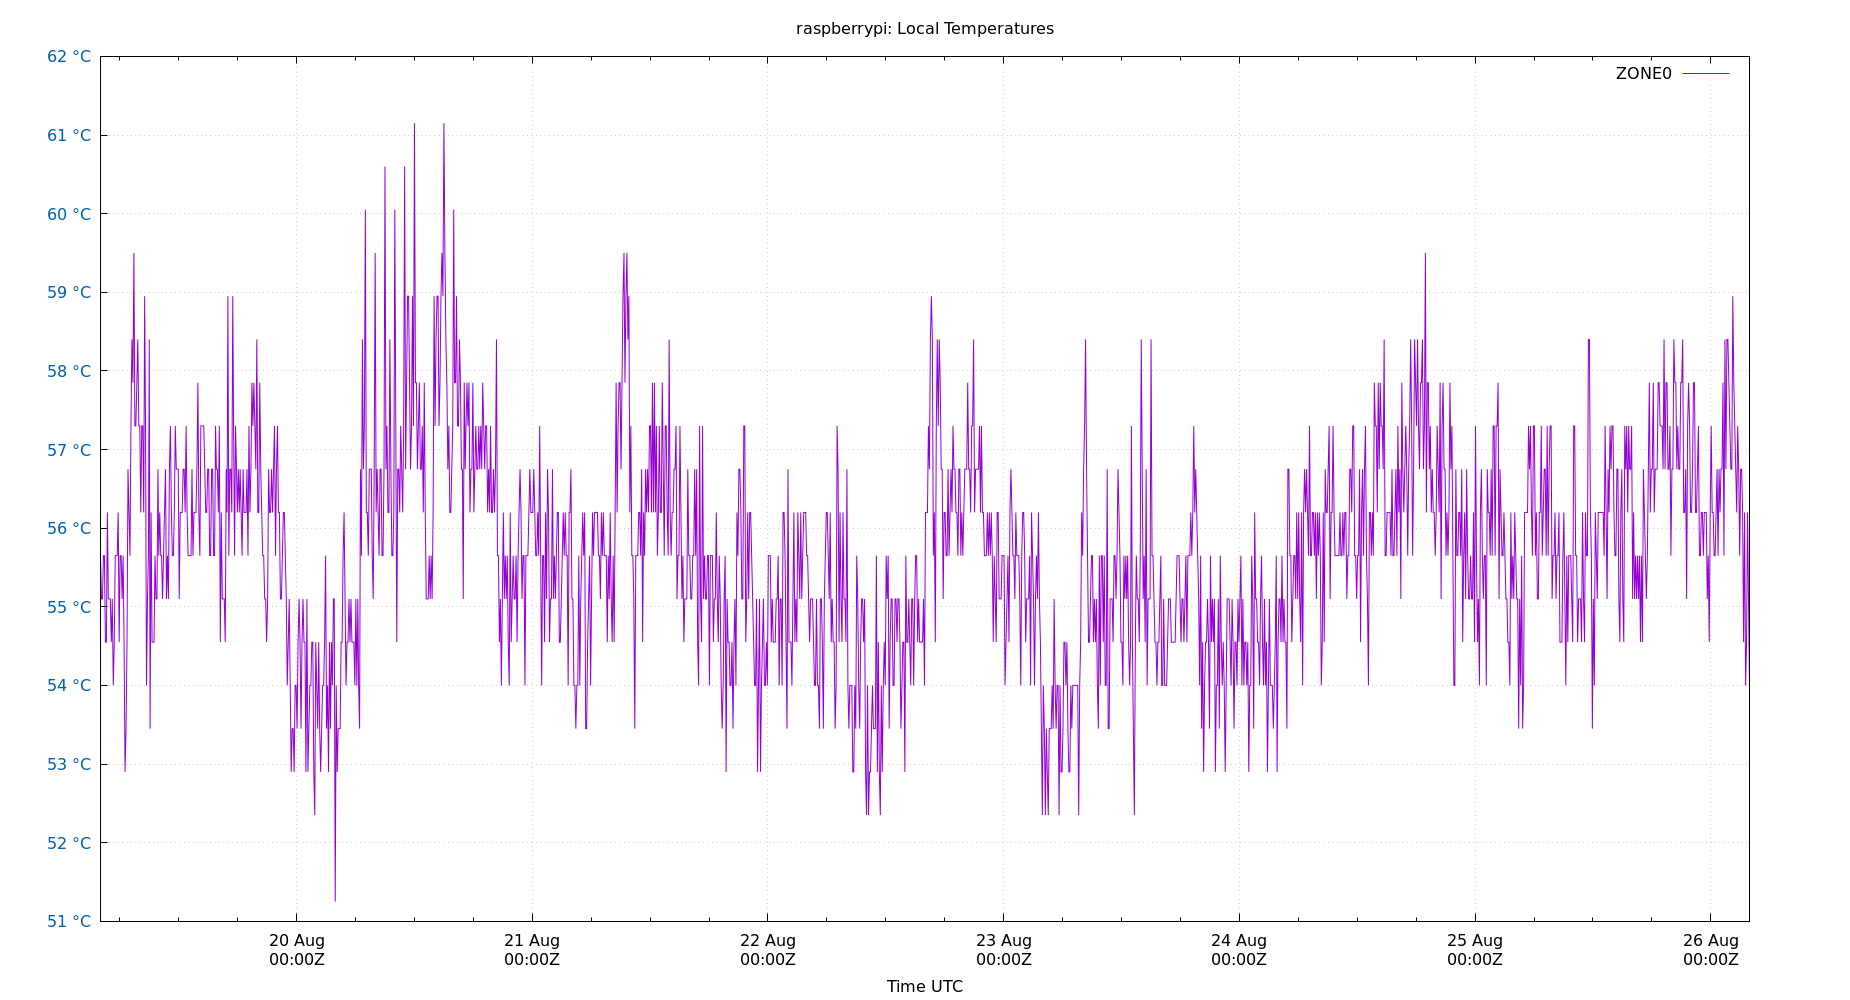 raspberrypi: Local Temperatures
ZONE0
62 °C
61 °C
60 °C
59 °C
58 °C
57 °C
56 °C
55 °C
54 °C
53 °C
52 °C
51 °C
20 Aug
00:00Z
21 Aug
00:00Z
22 Aug
00:00Z
23 Aug
00:00Z
24 Aug
00:00Z
25 Aug
00:00Z
26 Aug
00:00Z
Time UTC